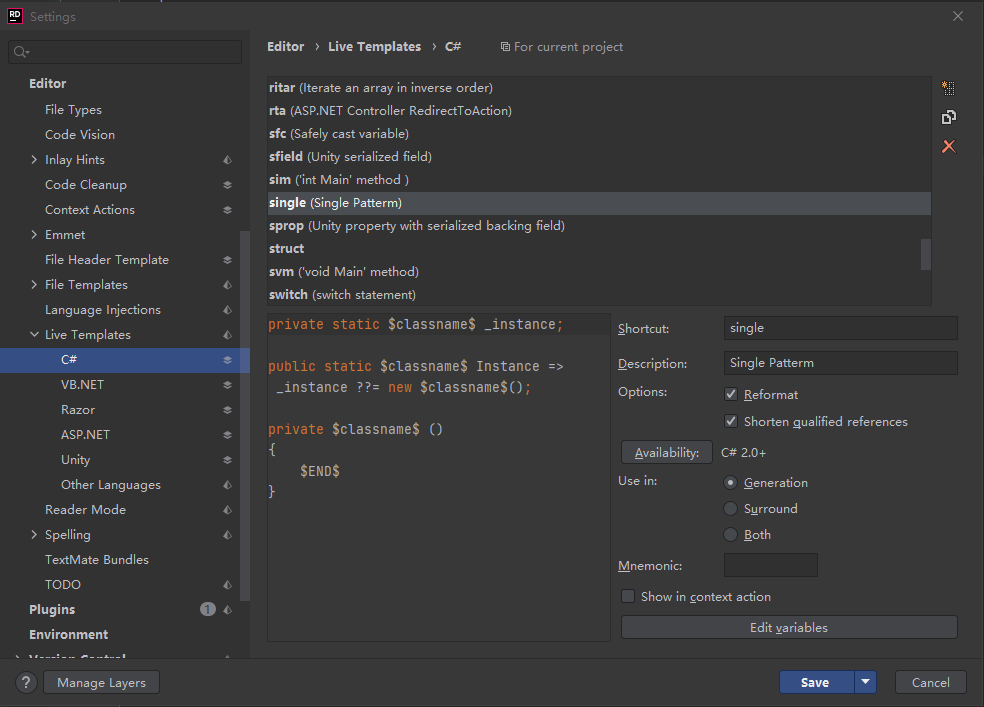 RD Settings
Editor › Live Templates › C# For current project
Editor
File Types
Code Vision
Inlay Hints
Code Cleanup
Context Actions
Emmet
File Header Template
File Templates
Language Injections
Live Templates
C#
VB.NET
Razor
ASP.NET
Unity
Other Languages
Reader Mode
Spelling
TextMate Bundles
TODO
Plugins 1
Environment
Version Control
ritar (Iterate an array in inverse order)
rta (ASP.NET Controller RedirectToAction)
sfc (Safely cast variable)
sfield (Unity serialized field)
sim ('int Main' method )
single (Single Patterm)
sprop (Unity property with serialized backing field)
struct
svm ('void Main' method)
switch (switch statement)
private static $classname$ _instance;
public static $classname$ Instance =>
_instance ??= new $classname$();
private $classname$ ()
{
$END$
}
Shortcut: single
Description: Single Patterm
Options: Reformat
Shorten qualified references
Availability: C# 2.0+
Use in: Generation
Surround
Both
Mnemonic:
Show in context action
Edit variables
? Manage Layers Save Cancel